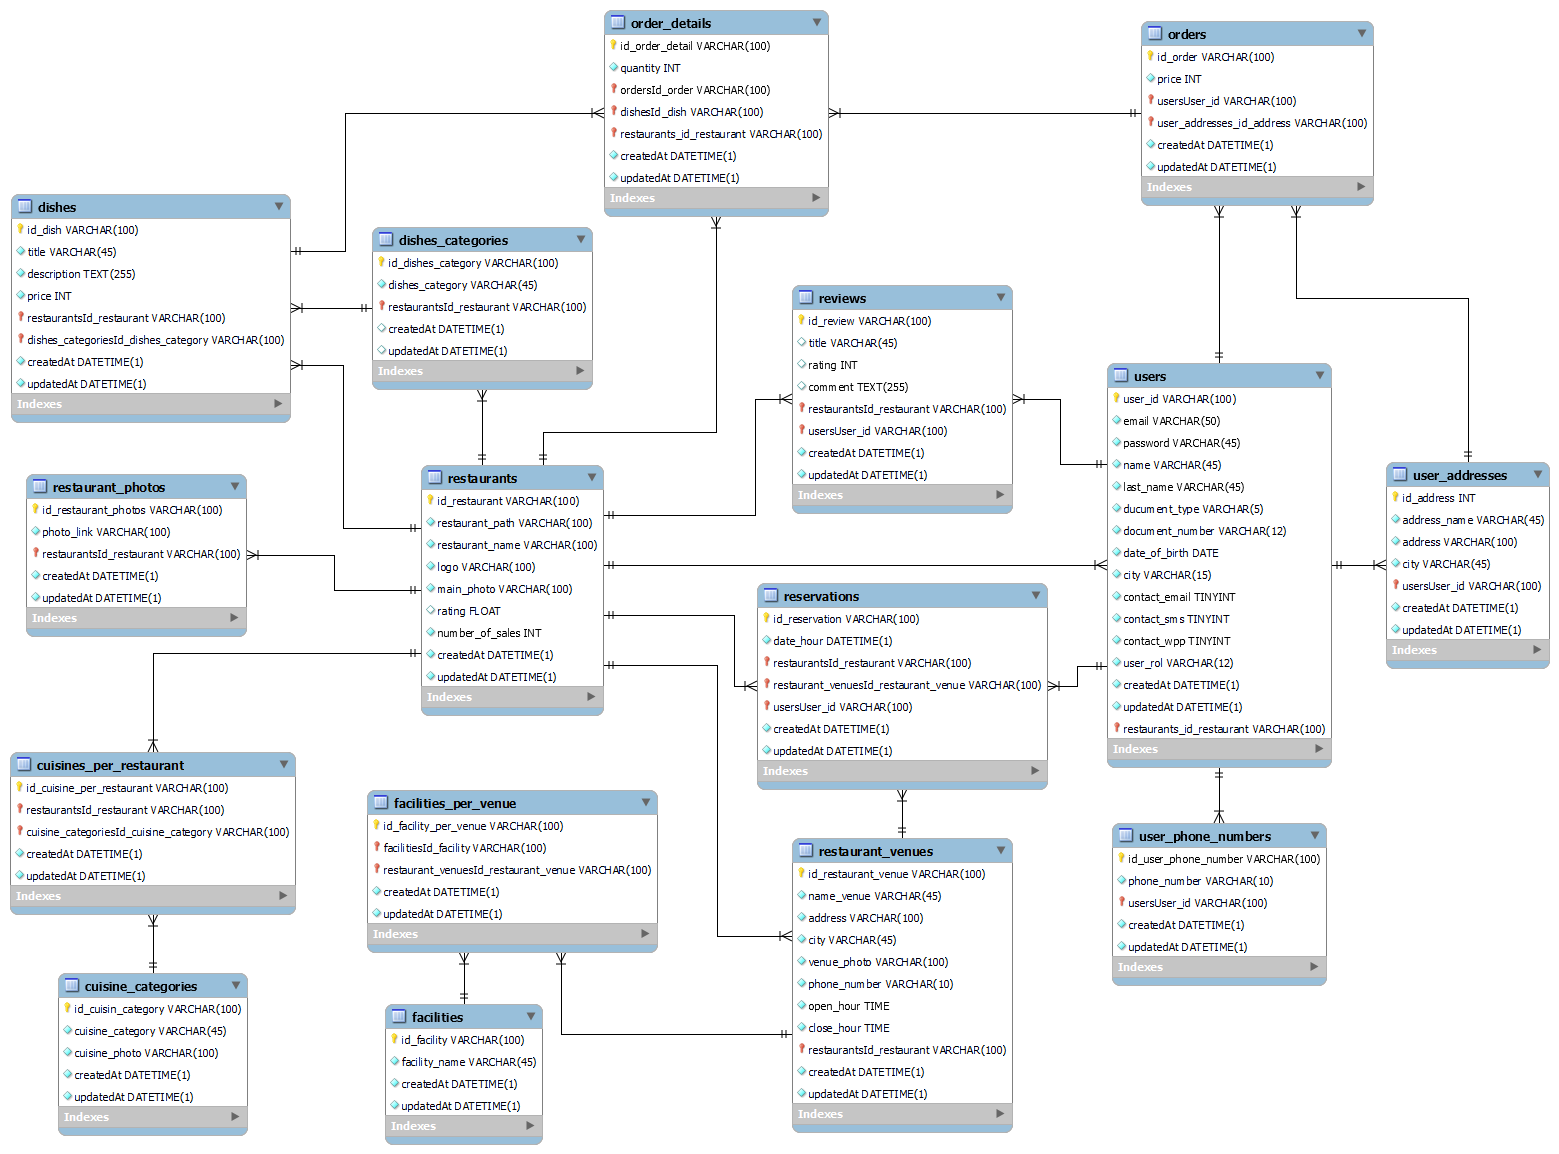 order_details
id_order_detail VARCHAR(100)
quantity INT
ordersId_order VARCHAR(100)
dishesId_dish VARCHAR(100)
restaurants_id_restaurant VARCHAR(100)
createdAt DATETIME(1)
updatedAt DATETIME(1)
Indexes
orders
id_order VARCHAR(100)
price INT
usersUser_id VARCHAR(100)
user_addresses_id_address VARCHAR(100)
createdAt DATETIME(1)
updatedAt DATETIME(1)
Indexes
dishes
id_dish VARCHAR(100)
title VARCHAR(45)
description TEXT(255)
price INT
restaurantsId_restaurant VARCHAR(100)
dishes_categoriesId_dishes_category VARCHAR(100)
createdAt DATETIME(1)
updatedAt DATETIME(1)
Indexes
dishes_categories
id_dishes_category VARCHAR(100)
dishes_category VARCHAR(45)
restaurantsId_restaurant VARCHAR(100)
createdAt DATETIME(1)
updatedAt DATETIME(1)
Indexes
reviews
id_review VARCHAR(100)
title VARCHAR(45)
rating INT
comment TEXT(255)
restaurantsId_restaurant VARCHAR(100)
usersUser_id VARCHAR(100)
createdAt DATETIME(1)
updatedAt DATETIME(1)
Indexes
users
user_id VARCHAR(100)
email VARCHAR(50)
password VARCHAR(45)
name VARCHAR(45)
last_name VARCHAR(45)
ducument_type VARCHAR(5)
document_number VARCHAR(12)
date_of_birth DATE
city VARCHAR(15)
contact_email TINYINT
contact_sms TINYINT
contact_wpp TINYINT
user_rol VARCHAR(12)
createdAt DATETIME(1)
updatedAt DATETIME(1)
restaurants_id_restaurant VARCHAR(100)
Indexes
user_addresses
id_address INT
address_name VARCHAR(45)
address VARCHAR(100)
city VARCHAR(45)
usersUser_id VARCHAR(100)
createdAt DATETIME(1)
updatedAt DATETIME(1)
Indexes
restaurant_photos
id_restaurant_photos VARCHAR(100)
photo_link VARCHAR(100)
restaurantsId_restaurant VARCHAR(100)
createdAt DATETIME(1)
updatedAt DATETIME(1)
Indexes
restaurants
id_restaurant VARCHAR(100)
restaurant_path VARCHAR(100)
restaurant_name VARCHAR(100)
logo VARCHAR(100)
main_photo VARCHAR(100)
rating FLOAT
number_of_sales INT
createdAt DATETIME(1)
updatedAt DATETIME(1)
Indexes
reservations
id_reservation VARCHAR(100)
date_hour DATETIME(1)
restaurantsId_restaurant VARCHAR(100)
restaurant_venuesId_restaurant_venue VARCHAR(100)
usersUser_id VARCHAR(100)
createdAt DATETIME(1)
updatedAt DATETIME(1)
Indexes
cuisines_per_restaurant
id_cuisine_per_restaurant VARCHAR(100)
restaurantsId_restaurant VARCHAR(100)
cuisine_categoriesId_cuisine_category VARCHAR(100)
createdAt DATETIME(1)
updatedAt DATETIME(1)
Indexes
facilities_per_venue
id_facility_per_venue VARCHAR(100)
facilitiesId_facility VARCHAR(100)
restaurant_venuesId_restaurant_venue VARCHAR(100)
createdAt DATETIME(1)
updatedAt DATETIME(1)
Indexes
restaurant_venues
id_restaurant_venue VARCHAR(100)
name_venue VARCHAR(45)
address VARCHAR(100)
city VARCHAR(45)
venue_photo VARCHAR(100)
phone_number VARCHAR(10)
open_hour TIME
close_hour TIME
restaurantsId_restaurant VARCHAR(100)
createdAt DATETIME(1)
updatedAt DATETIME(1)
Indexes
user_phone_numbers
id_user_phone_number VARCHAR(100)
phone_number VARCHAR(10)
usersUser_id VARCHAR(100)
createdAt DATETIME(1)
updatedAt DATETIME(1)
Indexes
cuisine_categories
id_cuisin_category VARCHAR(100)
cuisine_category VARCHAR(45)
cuisine_photo VARCHAR(100)
createdAt DATETIME(1)
updatedAt DATETIME(1)
Indexes
facilities
id_facility VARCHAR(100)
facility_name VARCHAR(45)
createdAt DATETIME(1)
updatedAt DATETIME(1)
Indexes